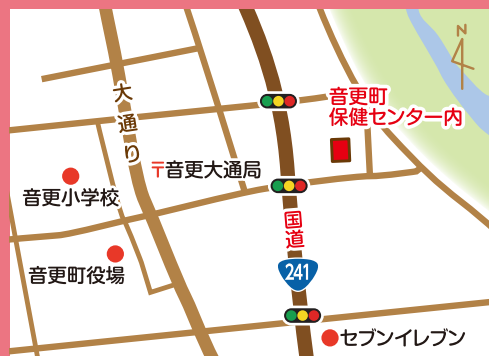 N
大通り
音更町
保健センター内
〒音更大通局
音更小学校
国道
241
音更町役場
セブンイレブン